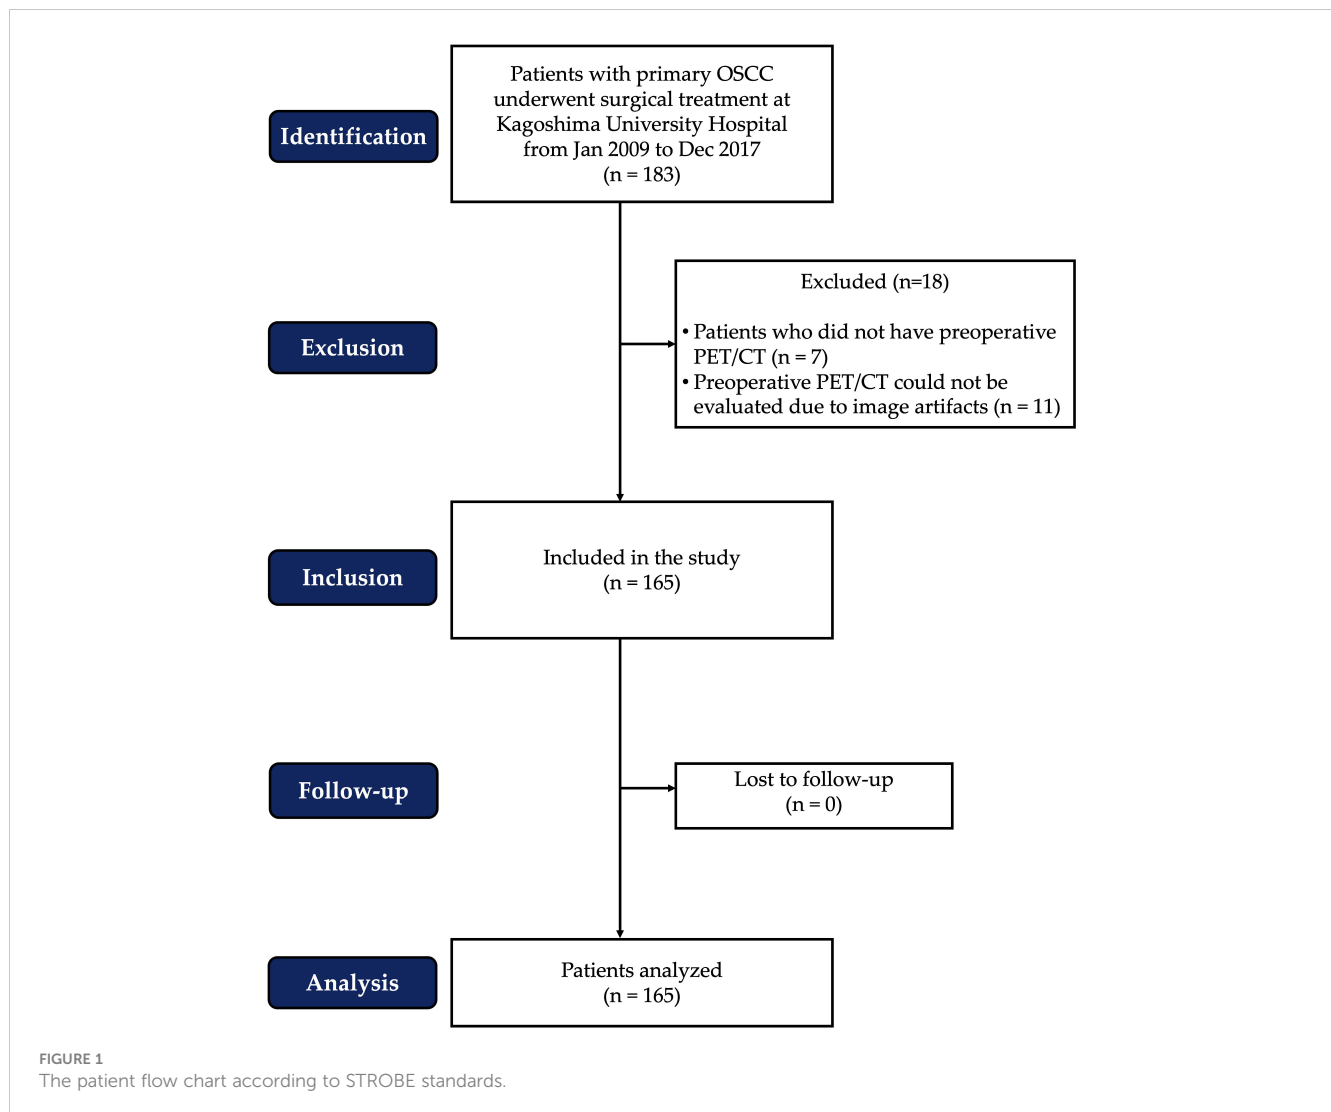 Identification
Patients with primary OSCC
underwent surgical treatment at
Kagoshima University Hospital
from Jan 2009 to Dec 2017
(n = 183)
Exclusion
Excluded (n=18)
• Patients who did not have preoperative
PET/CT (n = 7)
• Preoperative PET/CT could not be
evaluated due to image artifacts (n = 11)
Inclusion
Included in the study
(n = 165)
Follow-up
Lost to follow-up
(n = 0)
Analysis
Patients analyzed
(n = 165)
FIGURE 1
The patient flow chart according to STROBE standards.